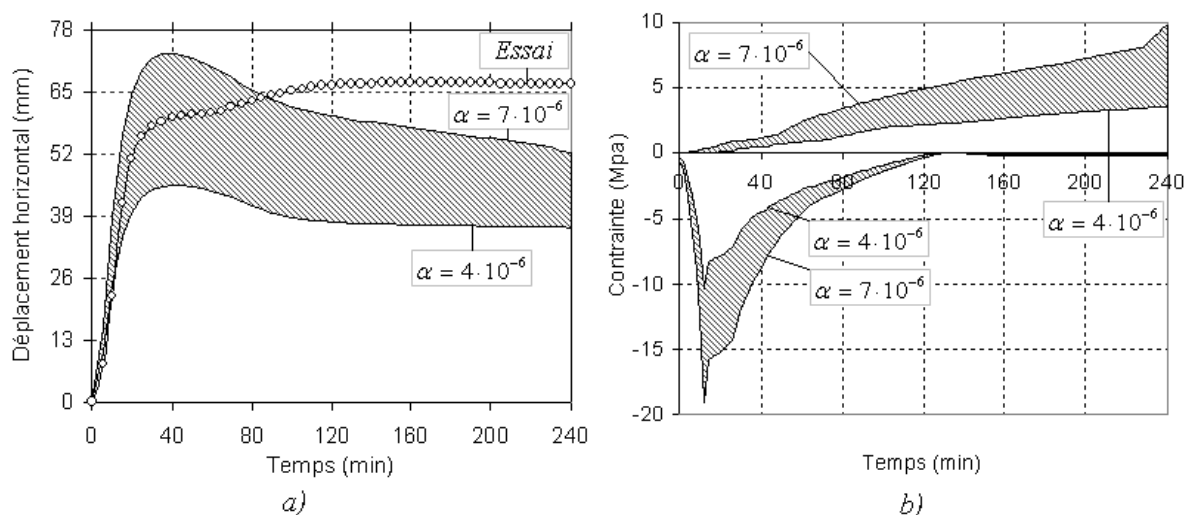 78
65
52
39
26
13
0
Déplacement horizontal (mm)
Essai
α = 7·10⁻⁶
α = 4·10⁻⁶
0 40 80 120 160 200 240
Temps (min)
a)
10
5
0
-5
-10
-15
-20
Contrainte (Mpa)
α = 7·10⁻⁶
0 40 80 120 160 200 240
α = 4·10⁻⁶
α = 4·10⁻⁶
α = 7·10⁻⁶
Temps (min)
b)